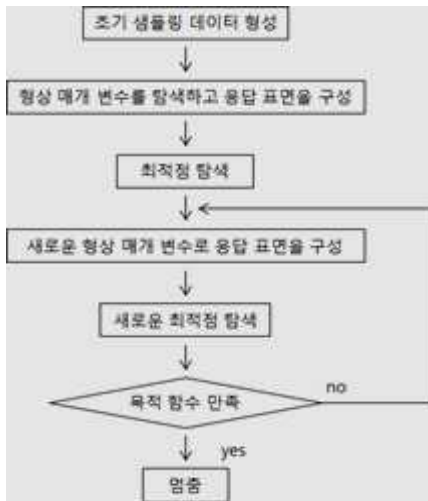 초기 샘플링 데이터 형성
형상 매개 변수를 탐색하고 응답 표면을 구성
최적점 탐색
새로운 형상 매개 변수로 응답 표면을 구성
새로운 최적점 탐색
목적 함수 만족
no
yes
멈춤